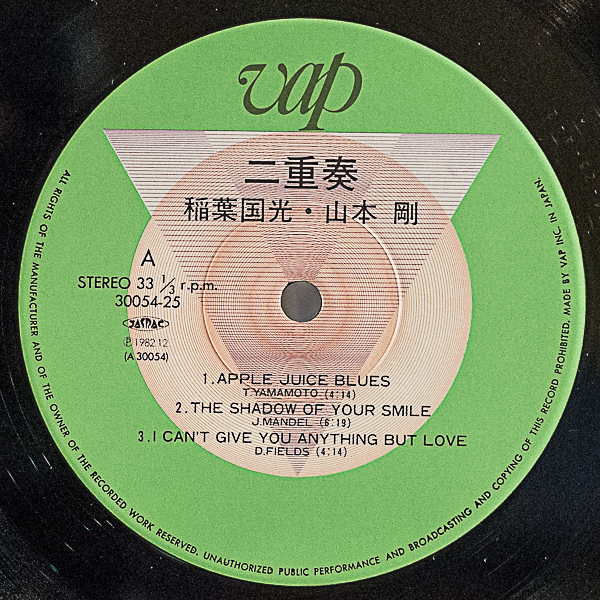 vap
二重奏
稲葉国光・山本 剛
A
STEREO 33 1/3 r.p.m.
30054-25
JASRAC
Ⓟ 1982 12
(A 30054)
1.APPLE JUICE BLUES
T.YAMAMOTO (4:14)
2.THE SHADOW OF YOUR SMILE
J.MANDEL (6:19)
3.I CAN'T GIVE YOU ANYTHING BUT LOVE
D.FIELDS (4:14)
ALL RIGHTS OF THE MANUFACTURER AND OF THE OWNER OF THE RECORDED WORK RESERVED. UNAUTHORIZED PUBLIC PERFORMANCE AND BROADCASTING AND COPYING OF THIS RECORD PROHIBITED. MADE BY VAP INC IN JAPAN.